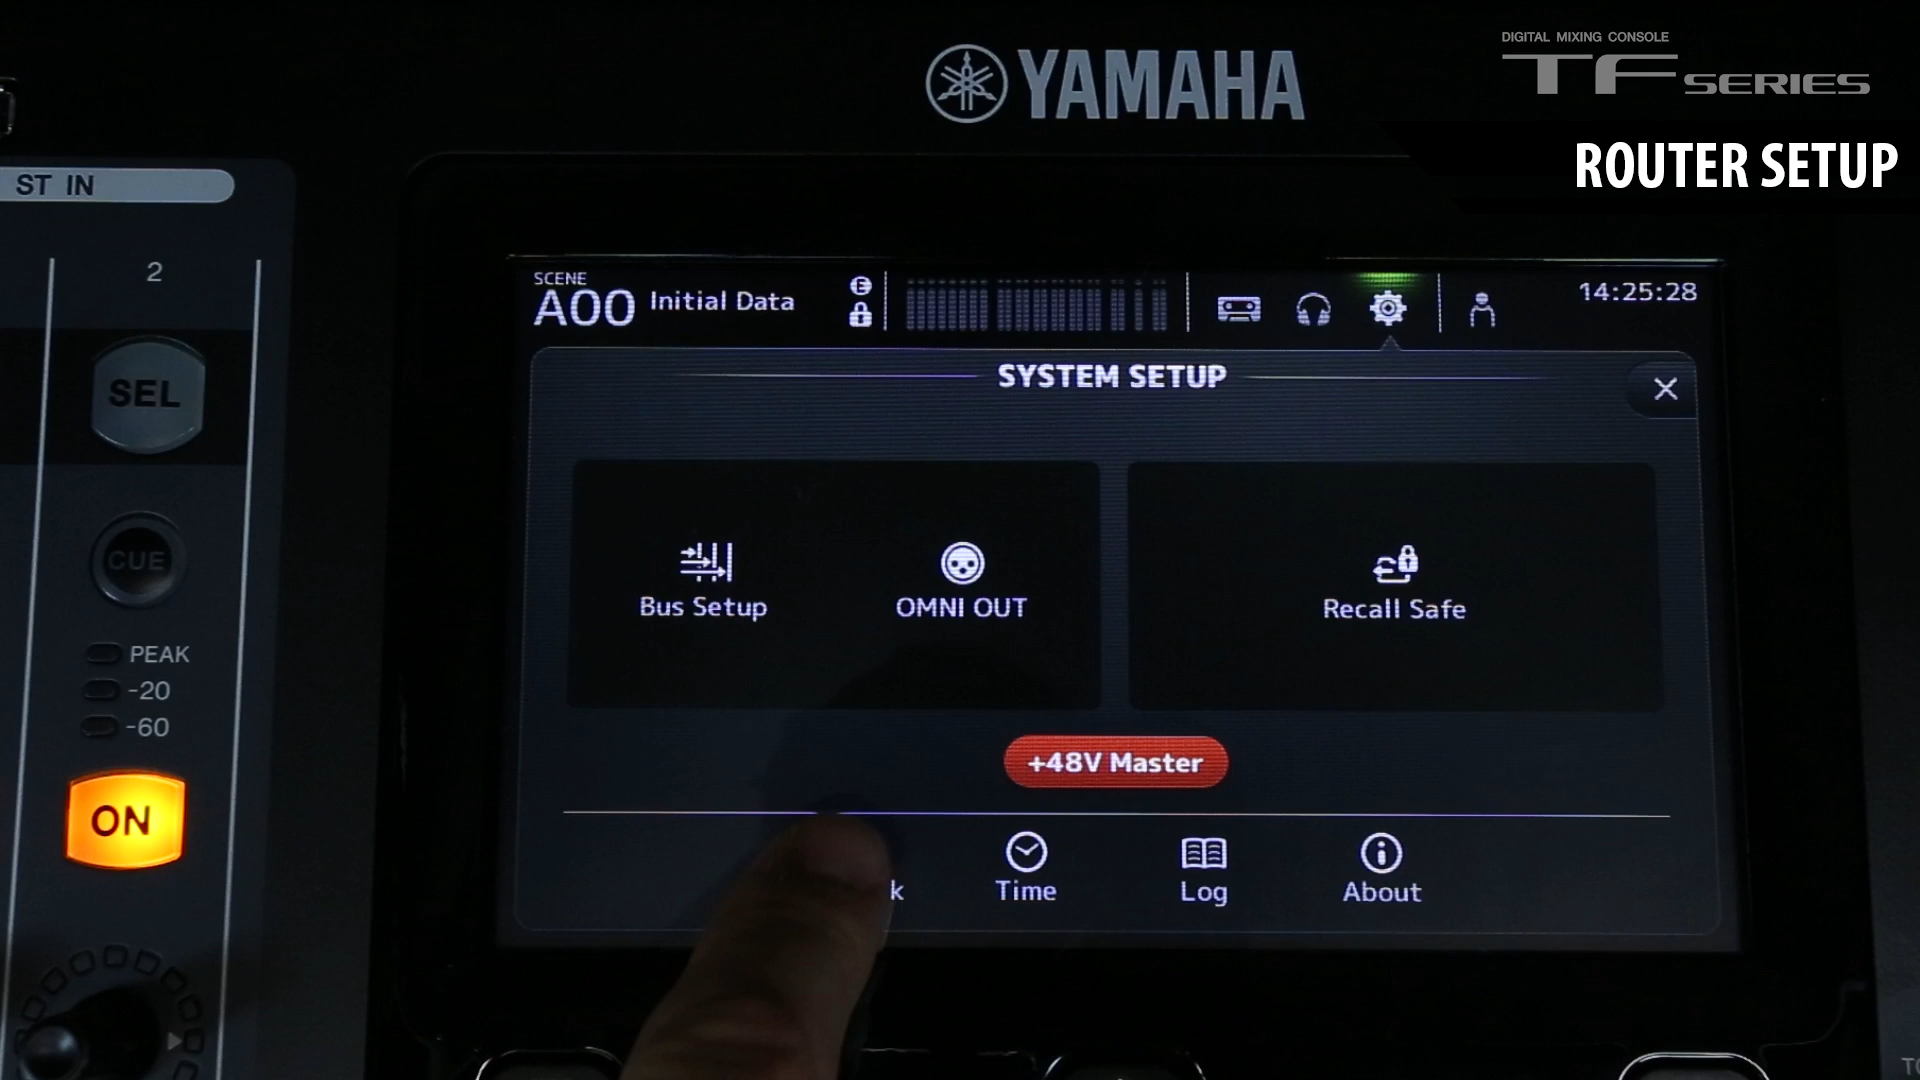 DIGITAL MIXING CONSOLE
TF SERIES
YAMAHA
ROUTER SETUP
ST IN
2
SEL
CUE
PEAK
-20
-60
ON
SCENE
A00 Initial Data
E
14:25:28
SYSTEM SETUP
Bus Setup
OMNI OUT
Recall Safe
+48V Master
k
Time
Log
About